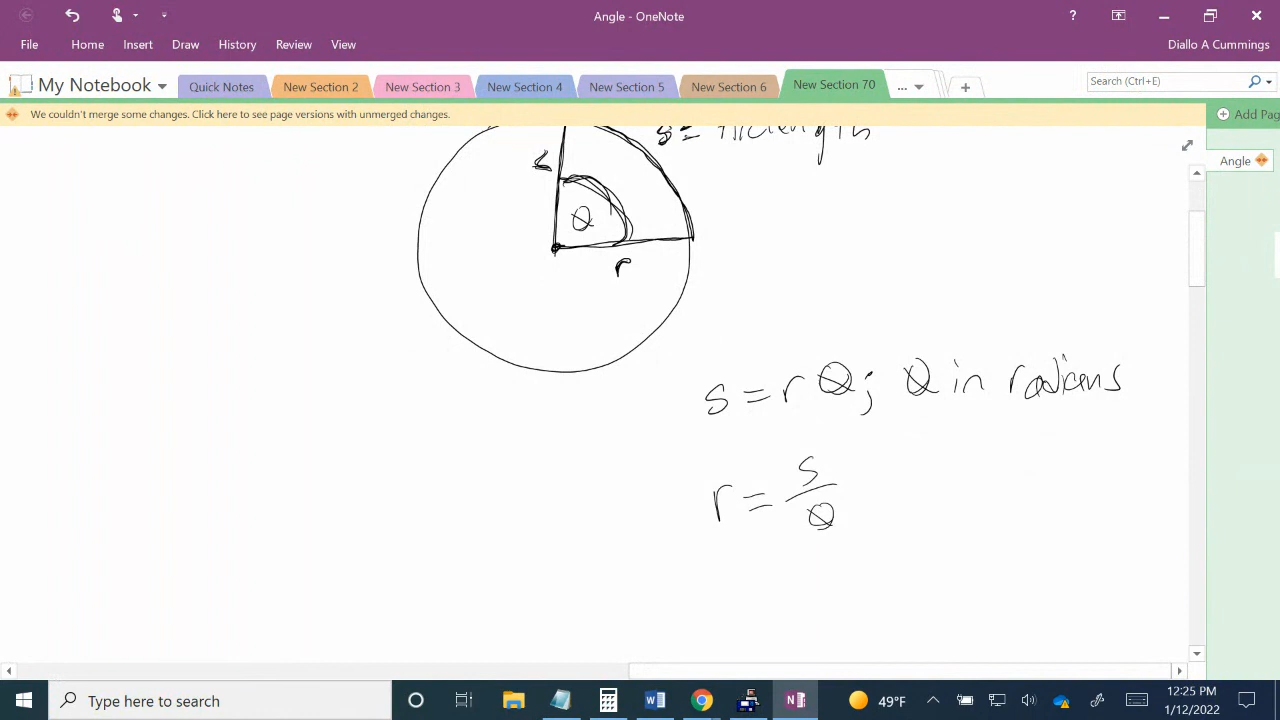 Angle - OneNote
?
File Home Insert Draw History Review View
Diallo A Cummings
My Notebook
Quick Notes New Section 2 New Section 3 New Section 4 New Section 5 New Section 6 New Section 70 ...
Search (Ctrl+E)
We couldn't merge some changes. Click here to see page versions with unmerged changes.
Add Pag
Angle
s = Arc length
θ
r
s = r θ; θ in radians
r = s/θ
Type here to search
49°F
12:25 PM
1/12/2022